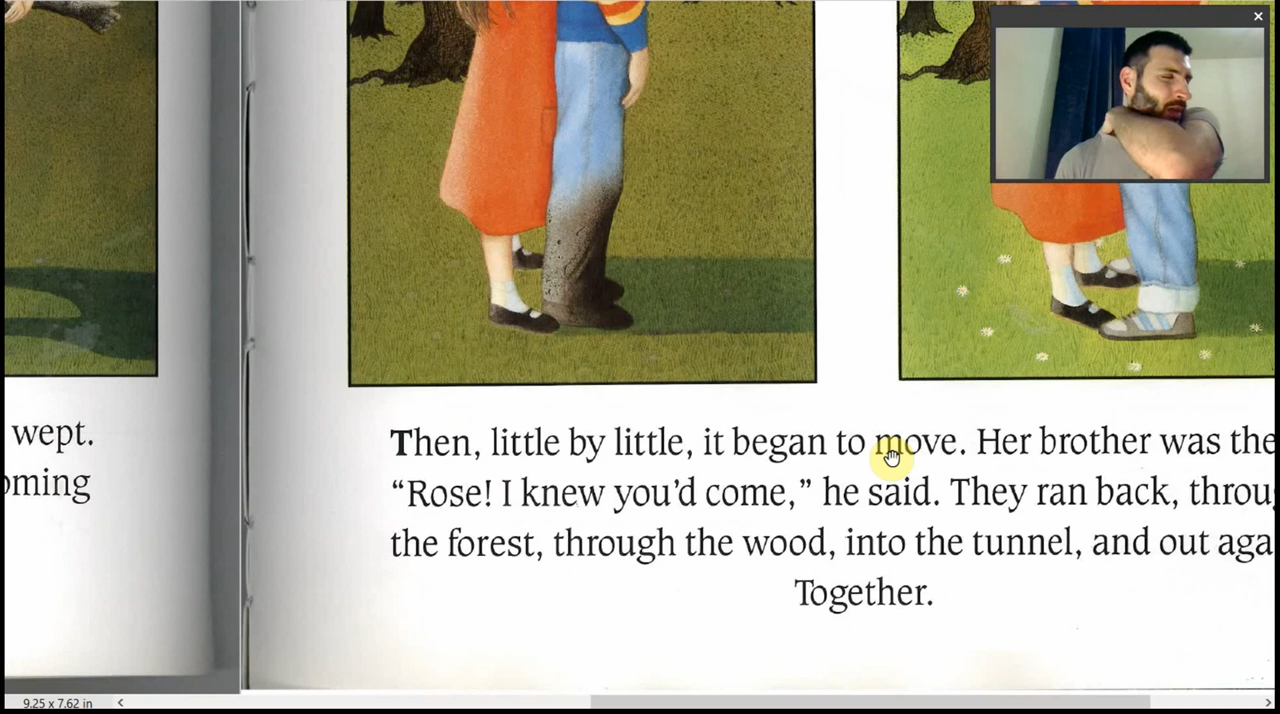 wept.
oming
Then, little by little, it began to move. Her brother was the
“Rose! I knew you’d come,” he said. They ran back, throu
the forest, through the wood, into the tunnel, and out aga
Together.
9.25 x 7.62 in